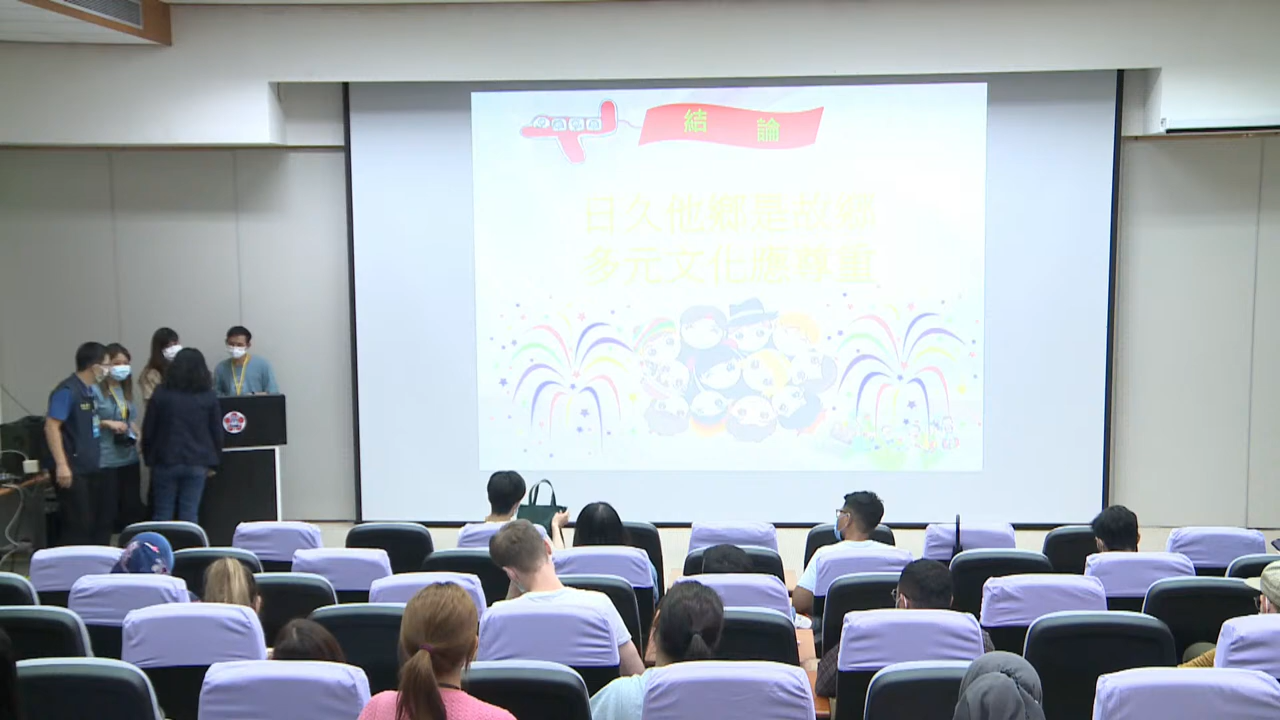 結 論
日久他鄉是故鄉
多元文化應尊重